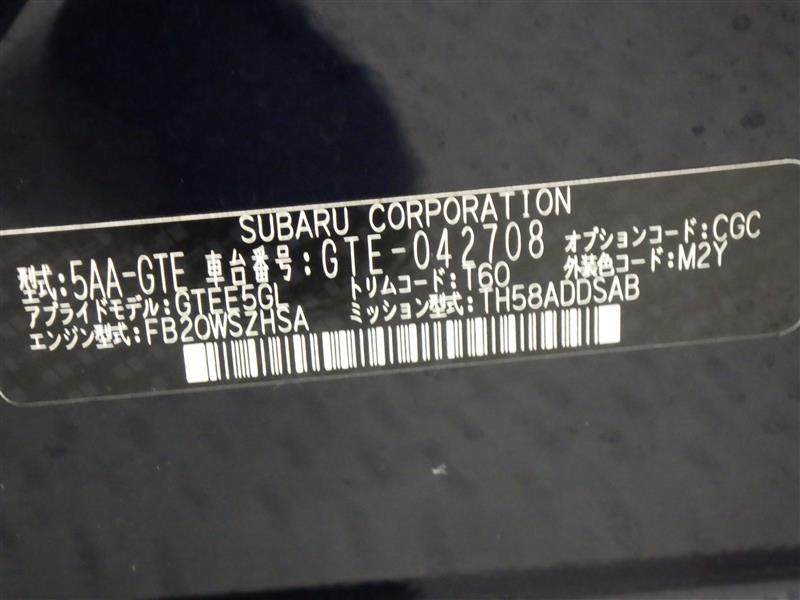 SUBARU CORPORATION
型式:5AA-GTE 車台番号:GTE-042708 オプションコード:CGC
アプライドモデル:GTEE5GL トリムコード:T60 外装色コード:M2Y
エンジン型式:FB20WSZHSA ミッション型式:TH58ADDSAB